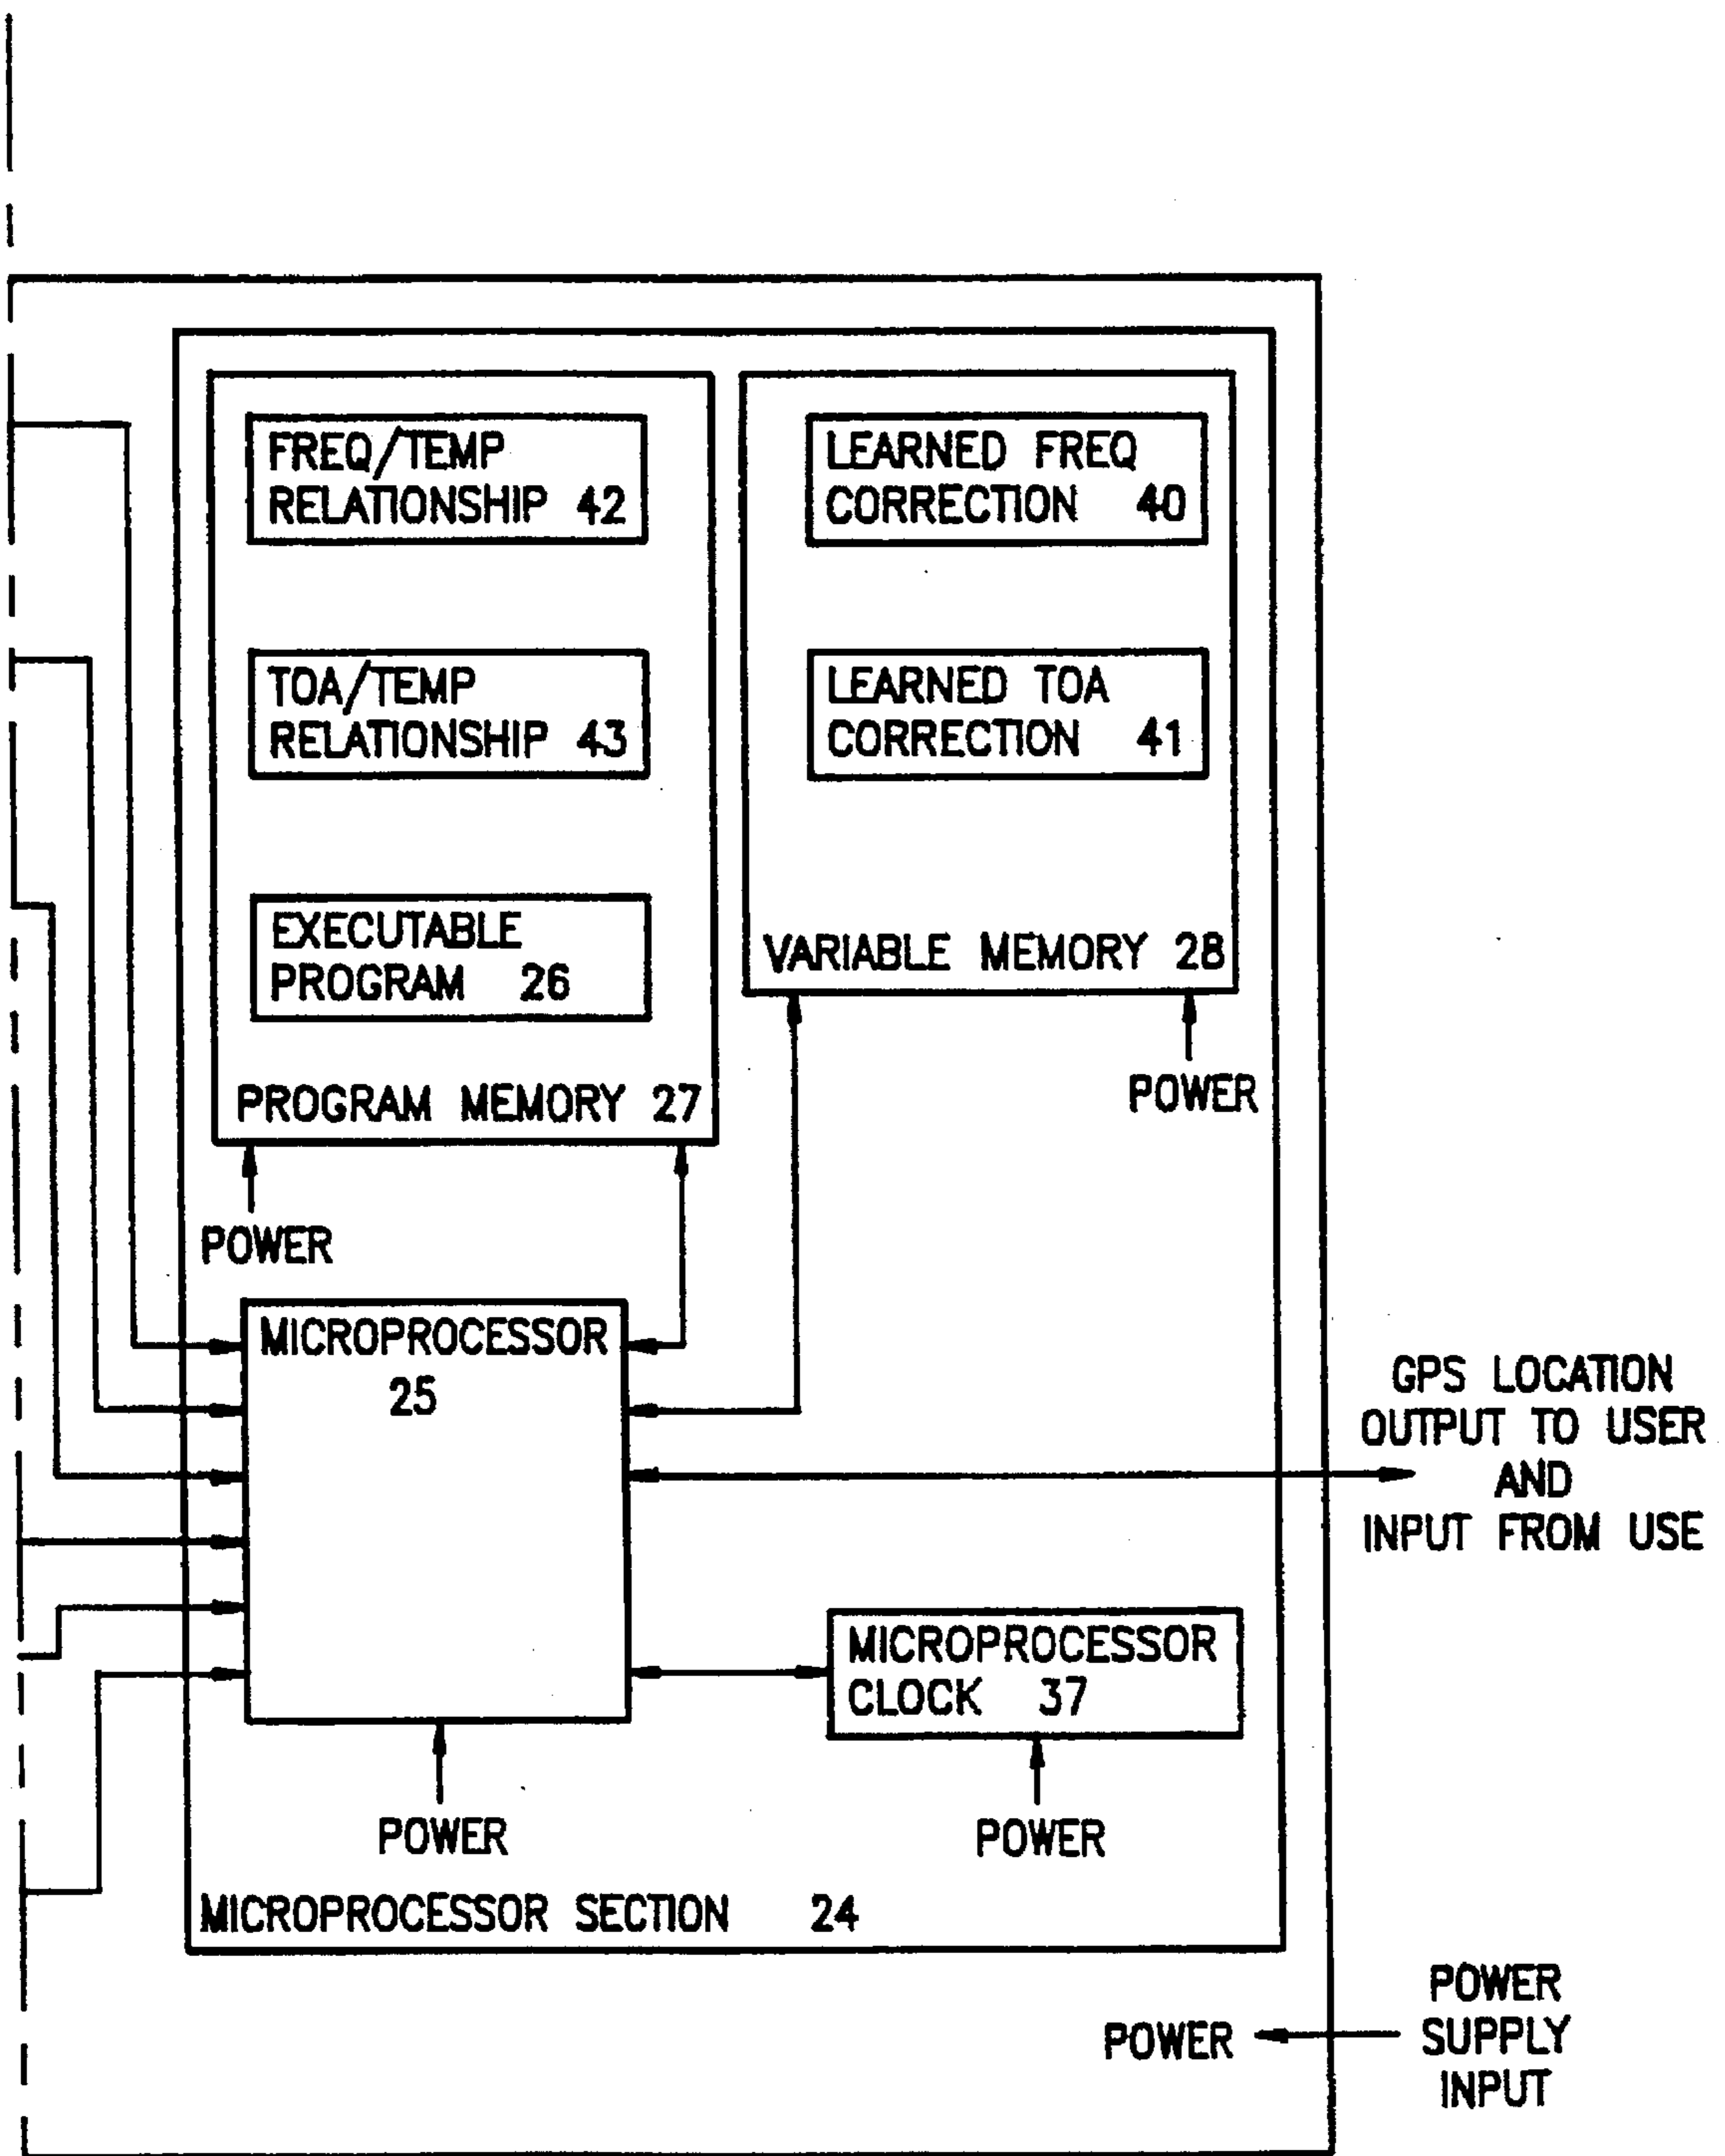 FREQ/TEMP
RELATIONSHIP 42
TOA/TEMP
RELATIONSHIP 43
EXECUTABLE
PROGRAM 26
PROGRAM MEMORY 27
POWER
LEARNED FREQ
CORRECTION 40
LEARNED TOA
CORRECTION 41
VARIABLE MEMORY 28
POWER
MICROPROCESSOR
25
POWER
GPS LOCATION
OUTPUT TO USER
AND
INPUT FROM USE
MICROPROCESSOR
CLOCK 37
POWER
MICROPROCESSOR SECTION 24
POWER
POWER
SUPPLY
INPUT